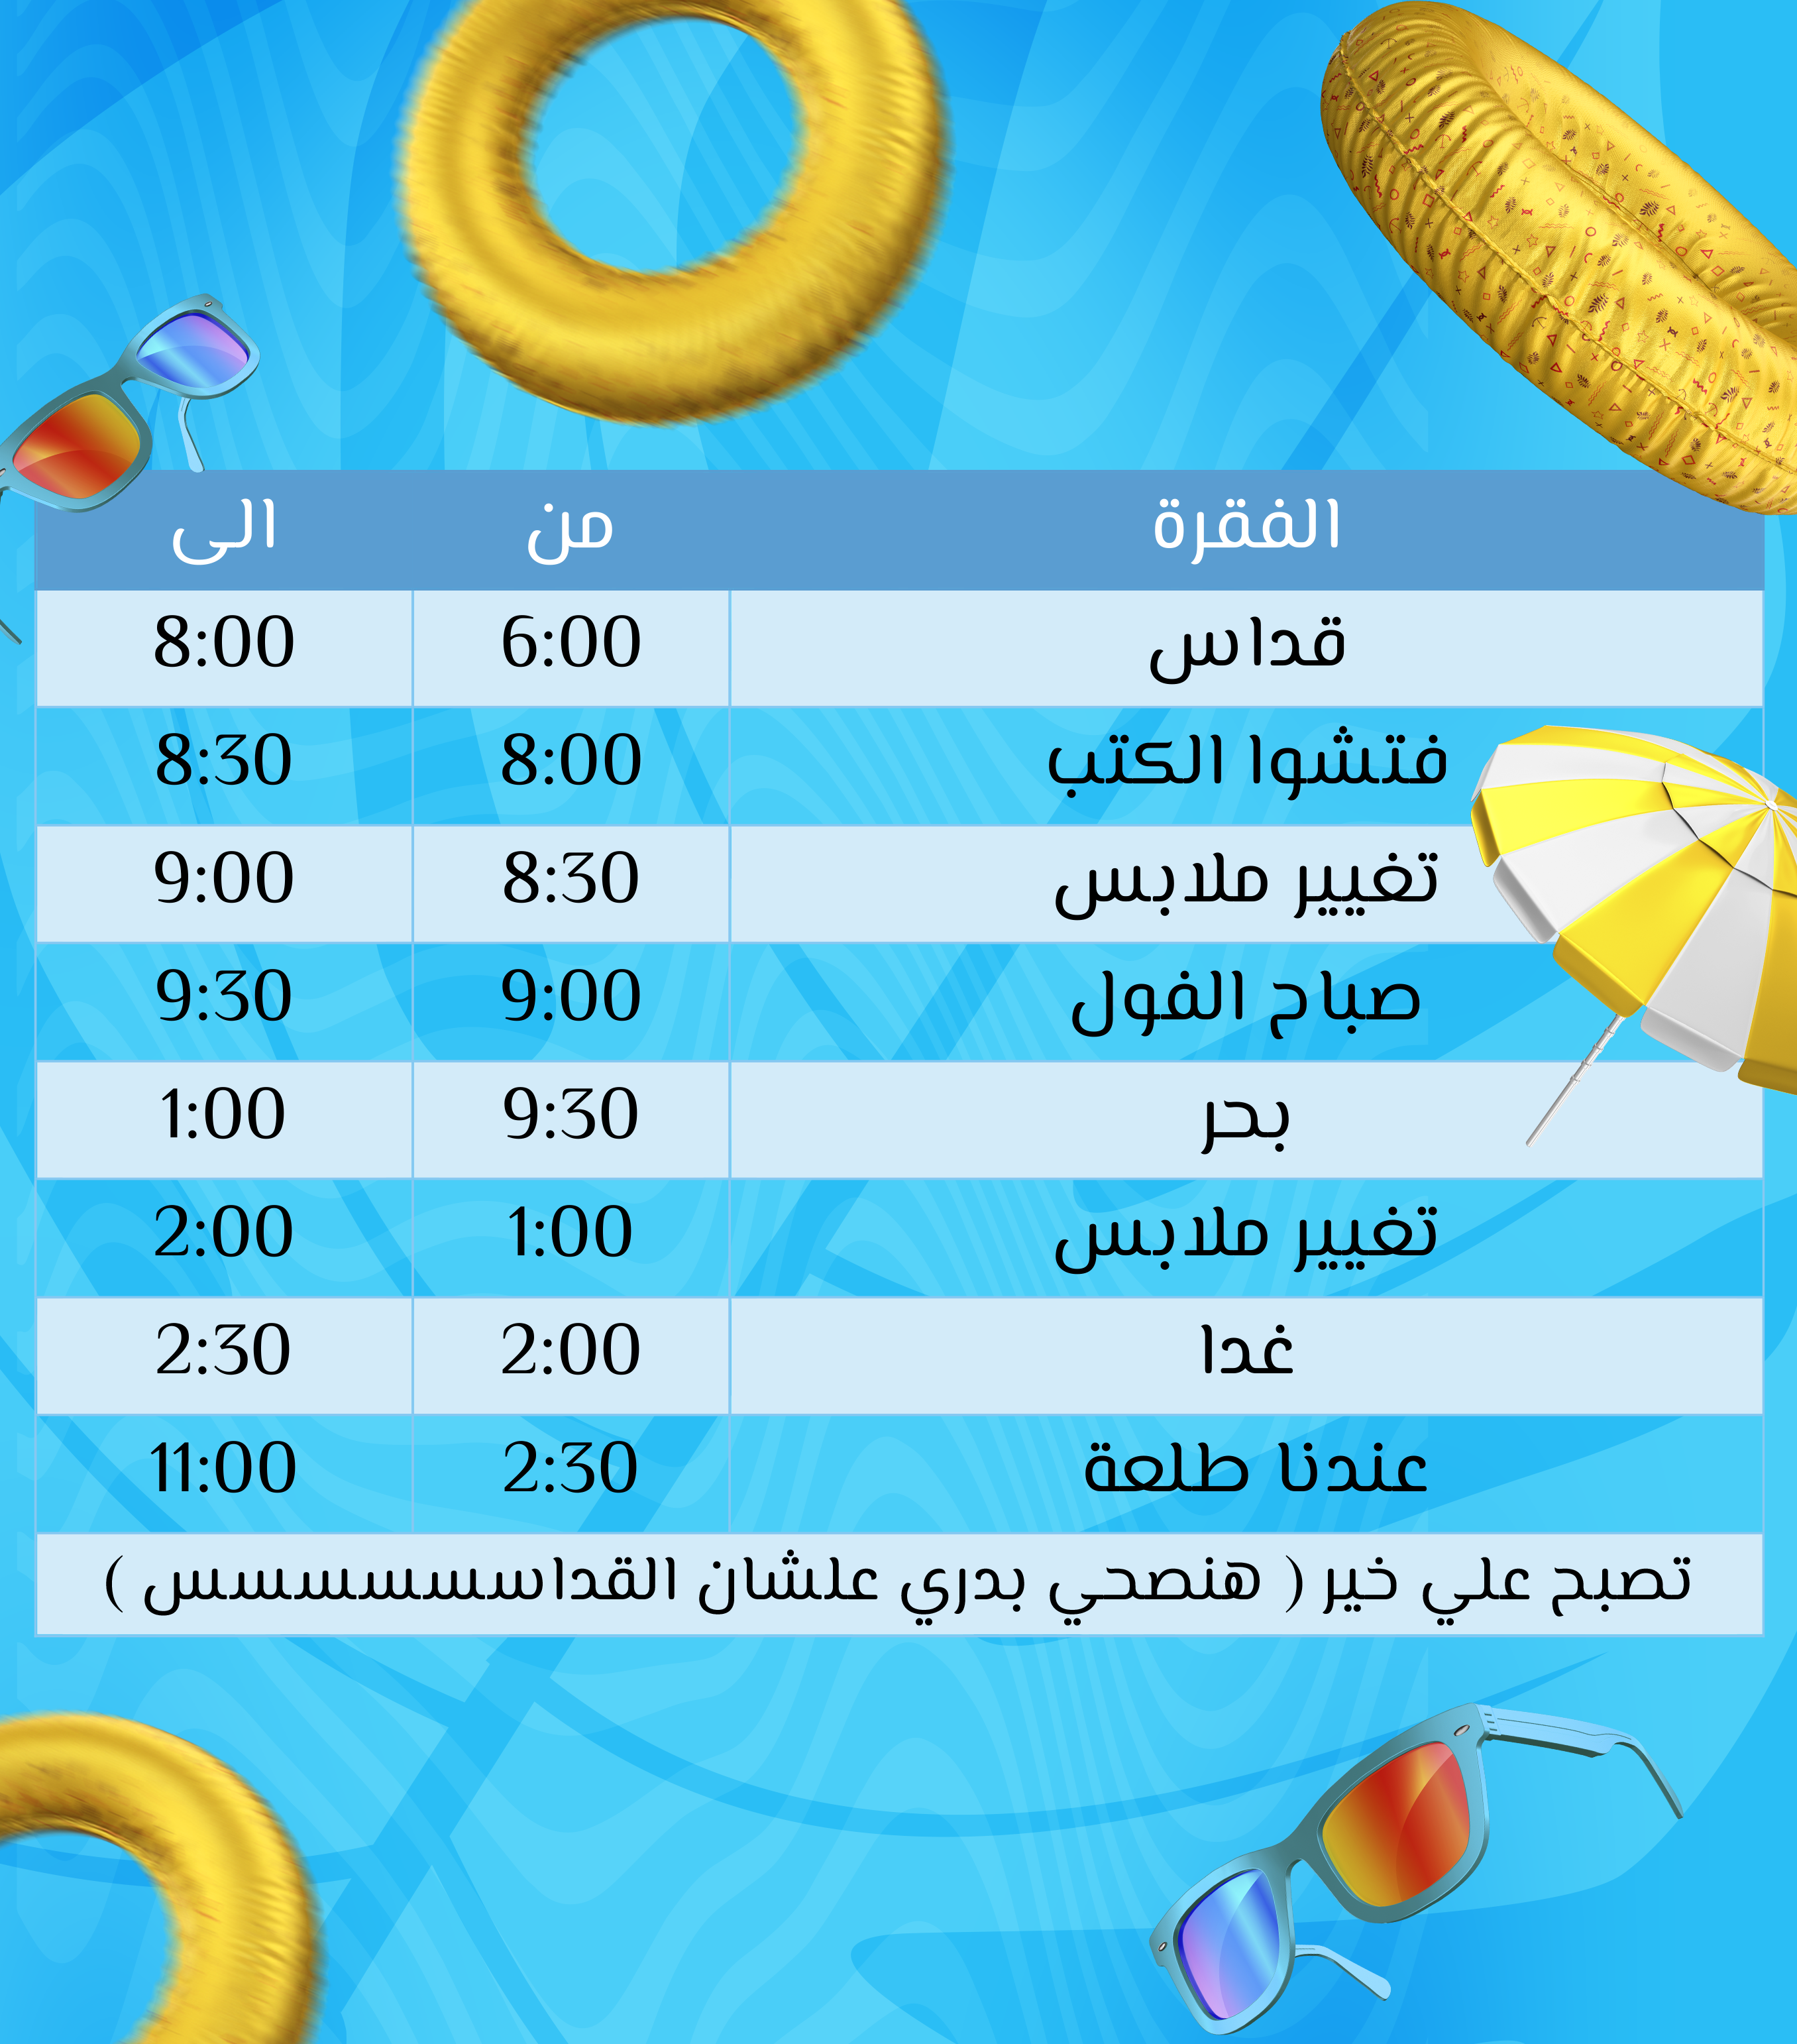 الفقرة من الى
قداس 6:00 8:00
فتشوا الكتب 8:00 8:30
تغيير ملابس 8:30 9:00
صباح الفول 9:00 9:30
بحر 9:30 1:00
تغيير ملابس 1:00 2:00
غدا 2:00 2:30
عندنا طلعة 2:30 11:00
تصبح علي خير ( هنصحي بدري علشان القداسسسسسسس )